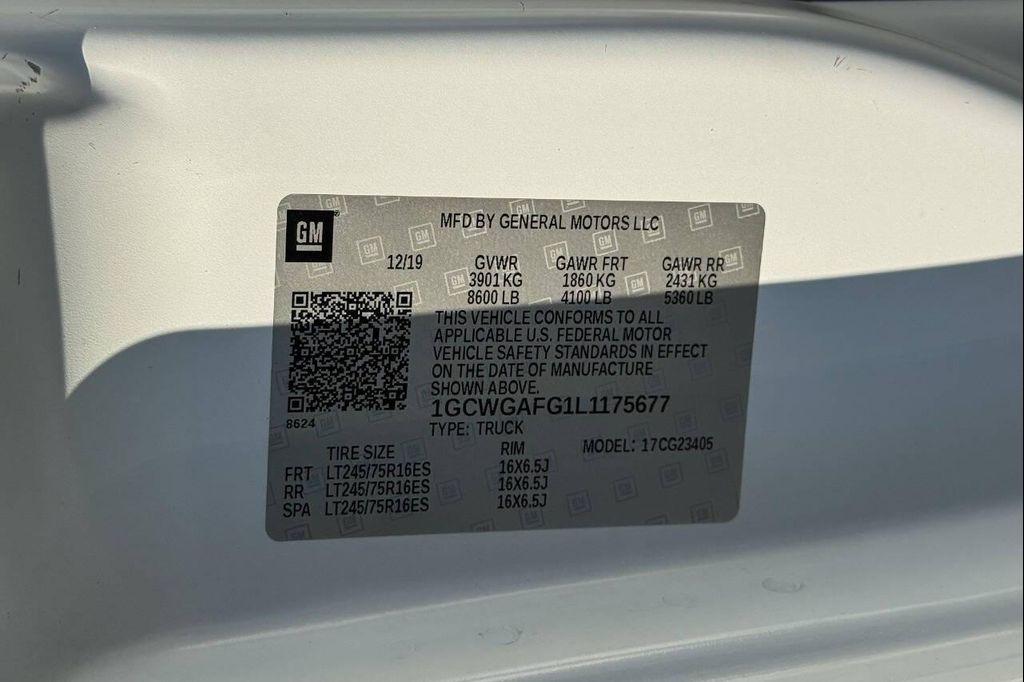 GM
MFD BY GENERAL MOTORS LLC
12/19 GVWR GAWR FRT GAWR RR
3901 KG 1860 KG 2431 KG
8600 LB 4100 LB 5360 LB
THIS VEHICLE CONFORMS TO ALL
APPLICABLE U.S. FEDERAL MOTOR
VEHICLE SAFETY STANDARDS IN EFFECT
ON THE DATE OF MANUFACTURE
SHOWN ABOVE.
1GCWGAFG1L1175677
8624
TYPE: TRUCK
TIRE SIZE RIM MODEL: 17CG23405
FRT LT245/75R16ES 16X6.5J
RR LT245/75R16ES 16X6.5J
SPA LT245/75R16ES 16X6.5J